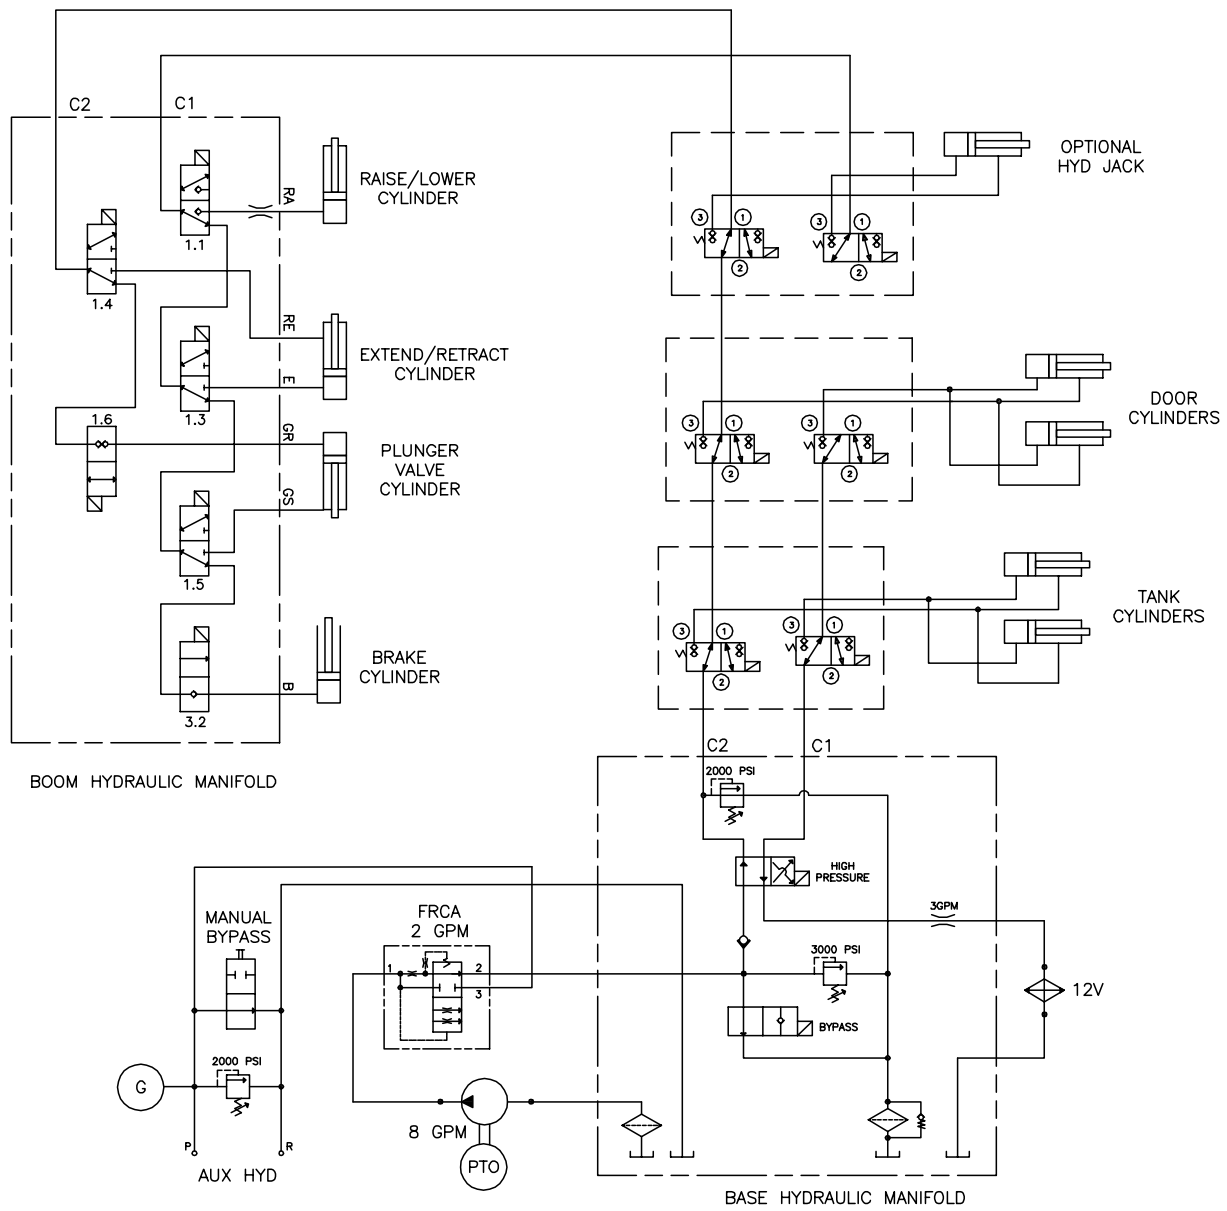 C2
C1
RA
RAISE/LOWER
CYLINDER
1.1
1.4
RE
EXTEND/RETRACT
CYLINDER
E
1.3
1.6
GR
PLUNGER
VALVE
CYLINDER
GS
1.5
BRAKE
CYLINDER
B
3.2
BOOM HYDRAULIC MANIFOLD
OPTIONAL
HYD JACK
3
1
3
1
2
2
DOOR
CYLINDERS
3
1
3
1
2
2
TANK
CYLINDERS
3
1
3
1
2
2
C2
C1
2000 PSI
HIGH
PRESSURE
3GPM
3000 PSI
12V
BYPASS
BASE HYDRAULIC MANIFOLD
MANUAL
BYPASS
FRCA
2 GPM
1
2
3
2000 PSI
G
P
R
AUX HYD
8 GPM
PTO